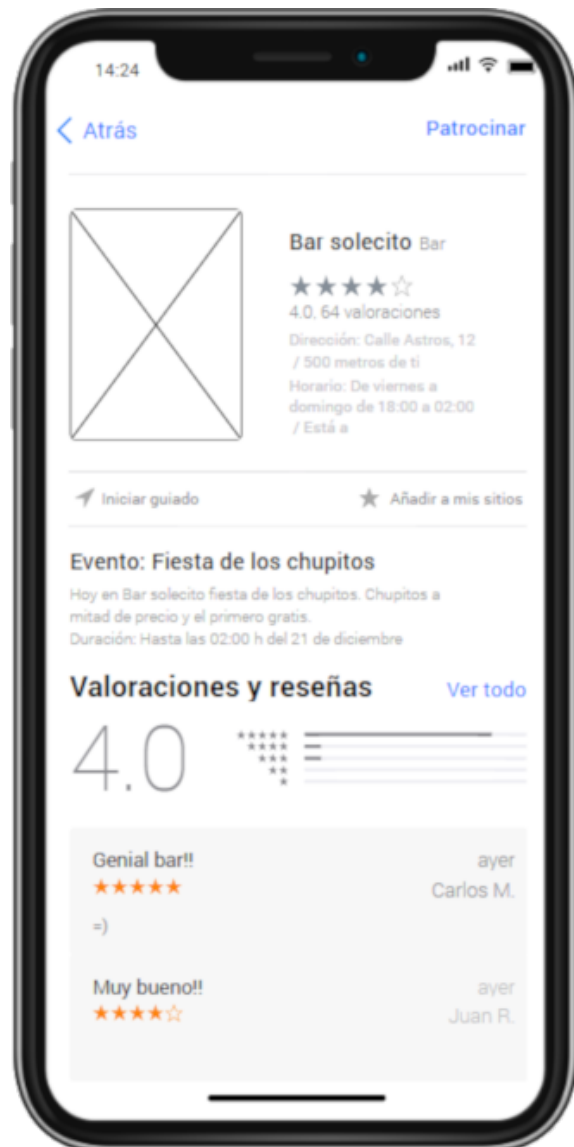 14:24
Atrás
Patrocinar
Bar solecito Bar
4.0, 64 valoraciones
Dirección: Calle Astros, 12
/ 500 metros de ti
Horario: De viernes a
domingo de 18:00 a 02:00
/ Está a
Iniciar guiado
Añadir a mis sitios
Evento: Fiesta de los chupitos
Hoy en Bar solecito fiesta de los chupitos. Chupitos a
mitad de precio y el primero gratis.
Duración: Hasta las 02:00 h del 21 de diciembre
Valoraciones y reseñas
Ver todo
4.0
Genial bar!!
ayer
Carlos M.
=)
Muy bueno!!
ayer
Juan R.